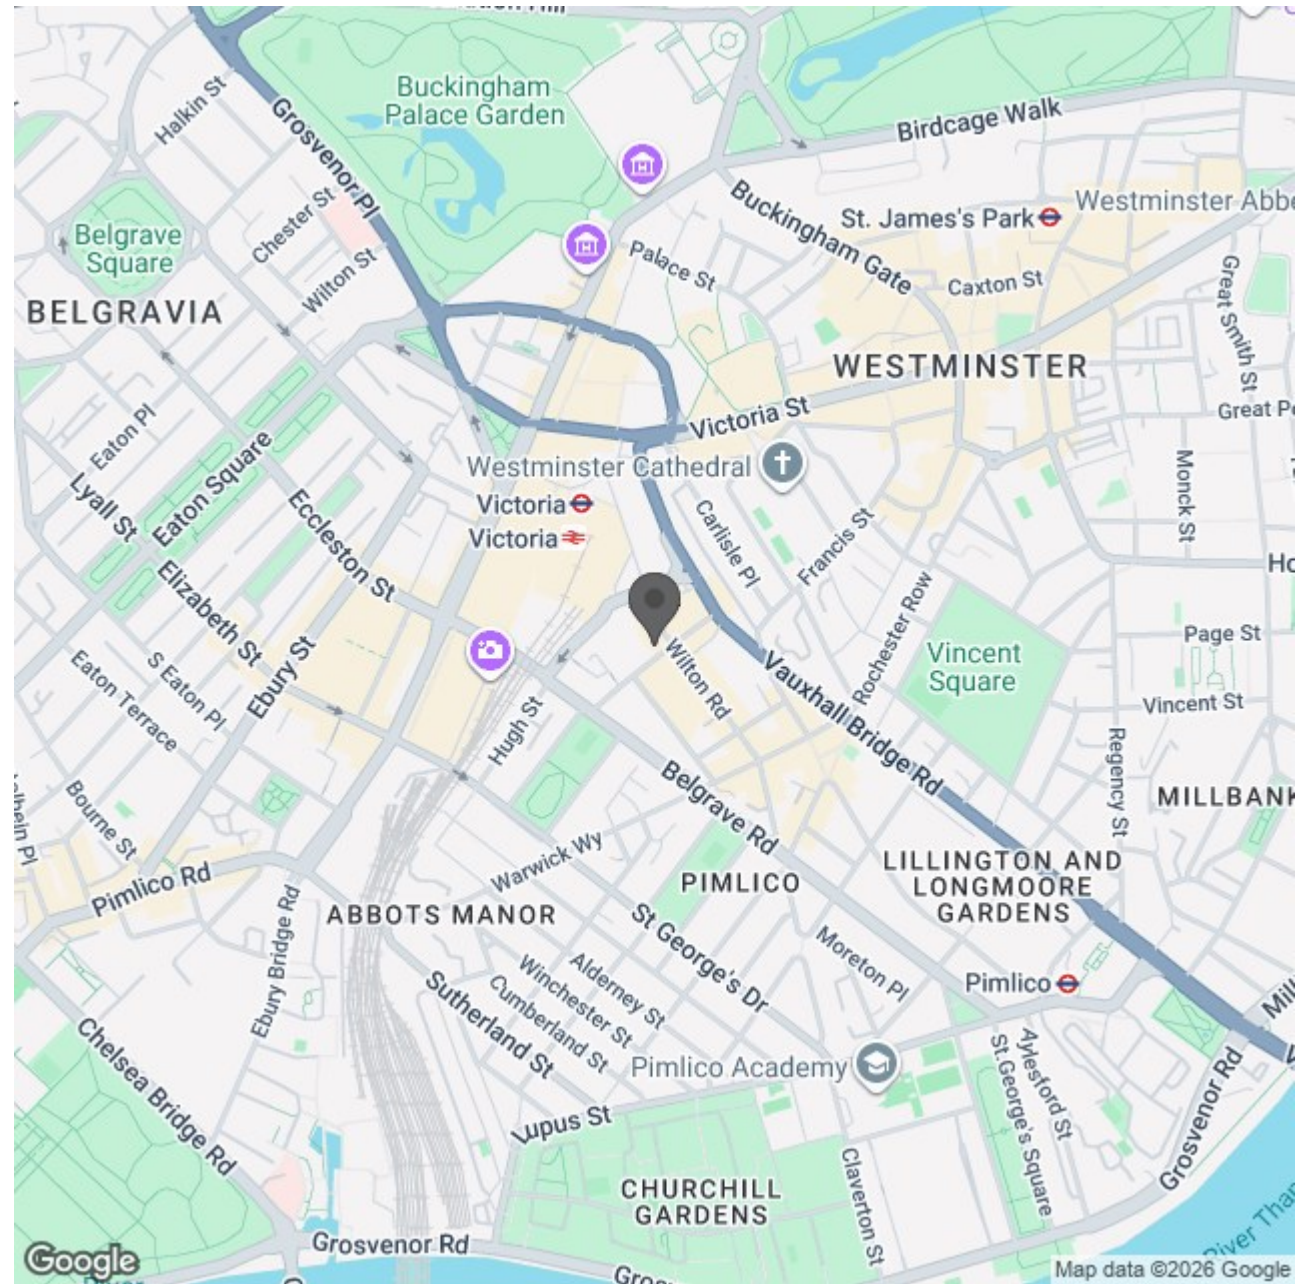 Halkin St
Grosvenor Pl
Buckingham
Palace Garden
Birdcage Walk
Chester St
Belgrave
Square
Wilton St
Buckingham Gate
St. James's Park
Westminster Abbe
Palace St
Caxton St
Great Smith St
BELGRAVIA
WESTMINSTER
Victoria St
Great P
Eaton Pl
Eaton Square
Lyall St
Eccleston St
Westminster Cathedral
Victoria
Victoria
Carlisle Pl
Francis St
Monck St
Ho
Elizabeth St
Rochester Row
Page St
Eaton Terrace
S Eaton Pl
Ebury St
Wilton Rd
Vincent
Square
Vincent St
Hugh St
Vauxhall Bridge Rd
Regency St
Bourne St
Belgrave Rd
MILLBANK
Pimlico Rd
Warwick Wy
PIMLICO
LILLINGTON AND
LONGMOORE
GARDENS
ABBOTS MANOR
Ebury Bridge Rd
St George's Dr
Moreton Pl
Alderney St
Winchester St
Cumberland St
Sutherland St
Pimlico
Chelsea Bridge Rd
Pimlico Academy
Aylesford St
St.George's Square
Grosvenor Rd
Lupus St
Claverton St
CHURCHILL
GARDENS
Grosvenor Rd
Google
Map data ©2026 Google